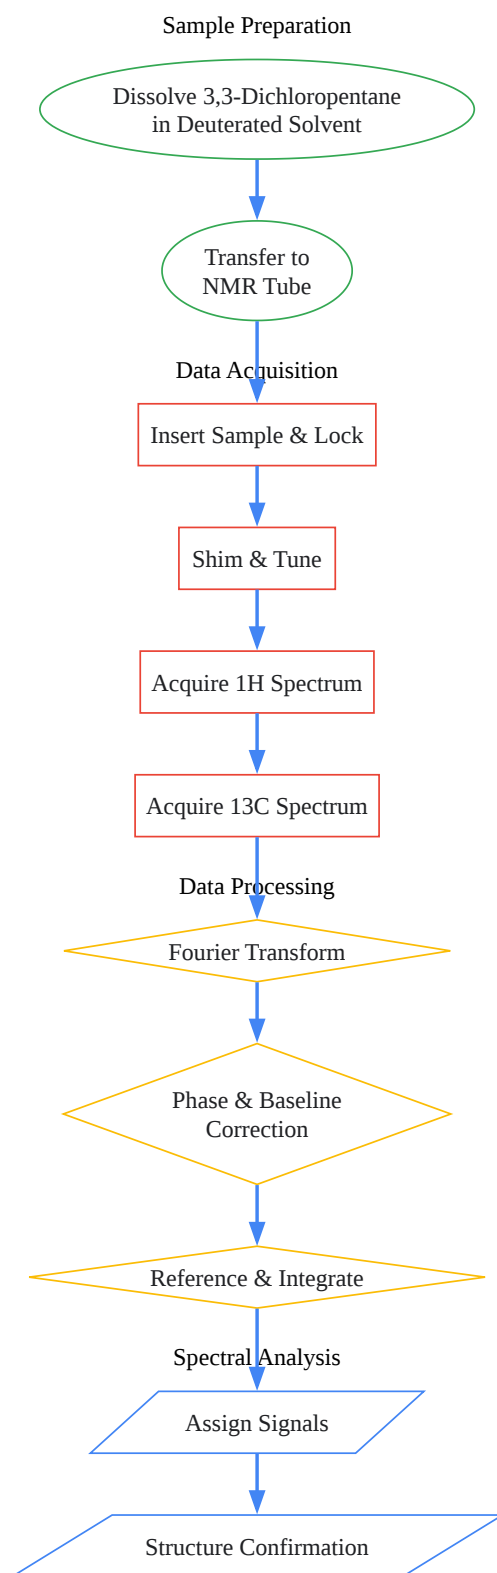 Sample Preparation
Dissolve 3,3-Dichloropentane
in Deuterated Solvent
Transfer to
NMR Tube
Data Acquisition
Insert Sample & Lock
Shim & Tune
Acquire 1H Spectrum
Acquire 13C Spectrum
Data Processing
Fourier Transform
Phase & Baseline
Correction
Reference & Integrate
Spectral Analysis
Assign Signals
Structure Confirmation